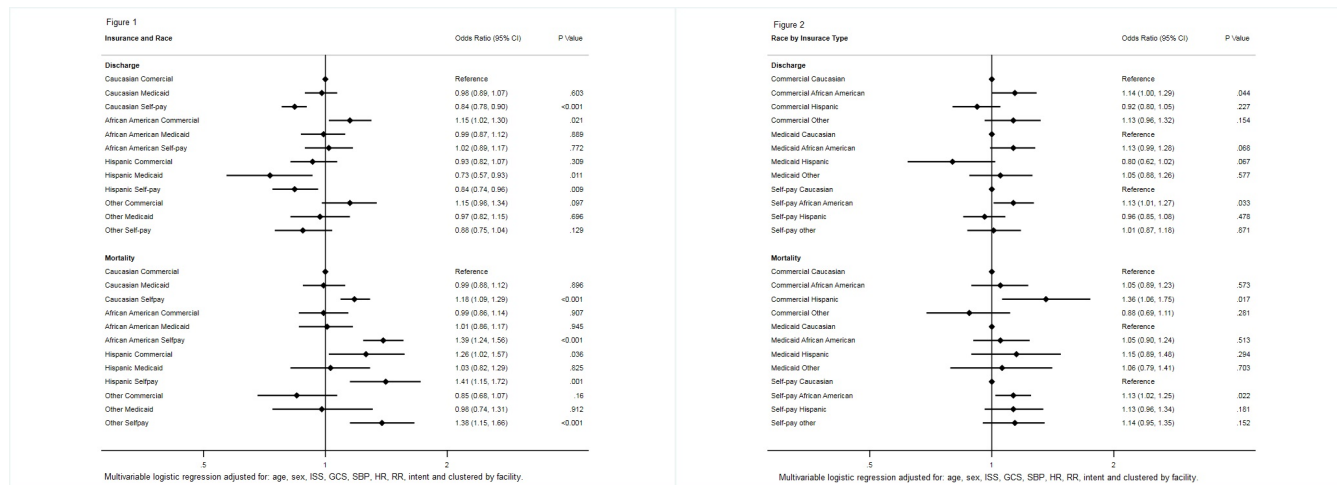 Figure 1
Insurance and Race Odds Ratio (95% CI) P Value
Discharge
Caucasian Comercial Reference
Caucasian Medicaid 0.98 (0.89, 1.07) .603
Caucasian Self-pay 0.84 (0.78, 0.90) <0.001
African American Commercial 1.15 (1.02, 1.30) .021
African American Medicaid 0.99 (0.87, 1.12) .889
African American Self-pay 1.02 (0.89, 1.17) .772
Hispanic Commercial 0.93 (0.82, 1.07) .309
Hispanic Medicaid 0.73 (0.57, 0.93) .011
Hispanic Self-pay 0.84 (0.74, 0.96) .009
Other Commercial 1.15 (0.98, 1.34) .097
Other Medicaid 0.97 (0.82, 1.15) .696
Other Self-pay 0.88 (0.75, 1.04) .129
Mortality
Caucasian Commercial Reference
Caucasian Medicaid 0.99 (0.88, 1.12) .896
Caucasian Selfpay 1.18 (1.09, 1.29) <0.001
African American Commercial 0.99 (0.86, 1.14) .907
African American Medicaid 1.01 (0.86, 1.17) .945
African American Selfpay 1.39 (1.24, 1.56) <0.001
Hispanic Commercial 1.26 (1.02, 1.57) .036
Hispanic Medicaid 1.03 (0.82, 1.29) .825
Hispanic Selfpay 1.41 (1.15, 1.72) .001
Other Commercial 0.85 (0.68, 1.07) .16
Other Medicaid 0.98 (0.74, 1.31) .912
Other Selfpay 1.38 (1.15, 1.66) <0.001
.5 1 2
Multivariable logistic regression adjusted for: age, sex, ISS, GCS, SBP, HR, RR, intent and clustered by facility.
Figure 2
Race by Insurace Type Odds Ratio (95% CI) P Value
Discharge
Commercial Caucasian Reference
Commercial African American 1.14 (1.00, 1.29) .044
Commercial Hispanic 0.92 (0.80, 1.05) .227
Commercial Other 1.13 (0.96, 1.32) .154
Medicaid Caucasian Reference
Medicaid African American 1.13 (0.99, 1.28) .068
Medicaid Hispanic 0.80 (0.62, 1.02) .067
Medicaid Other 1.05 (0.88, 1.26) .577
Self-pay Caucasian Reference
Self-pay African American 1.13 (1.01, 1.27) .033
Self-pay Hispanic 0.96 (0.85, 1.08) .478
Self-pay other 1.01 (0.87, 1.18) .871
Mortality
Commercial Caucasian Reference
Commercial African American 1.05 (0.89, 1.23) .573
Commercial Hispanic 1.36 (1.06, 1.75) .017
Commercial Other 0.88 (0.69, 1.11) .281
Medicaid Caucasian Reference
Medicaid African American 1.05 (0.90, 1.24) .513
Medicaid Hispanic 1.15 (0.89, 1.48) .294
Medicaid Other 1.06 (0.79, 1.41) .703
Self-pay Caucasian Reference
Self-pay African American 1.13 (1.02, 1.25) .022
Self-pay Hispanic 1.13 (0.96, 1.34) .181
Self-pay other 1.14 (0.95, 1.35) .152
.5 1 2
Multivariable logistic regression adjusted for: age, sex, ISS, GCS, SBP, HR, RR, intent and clustered by facility.